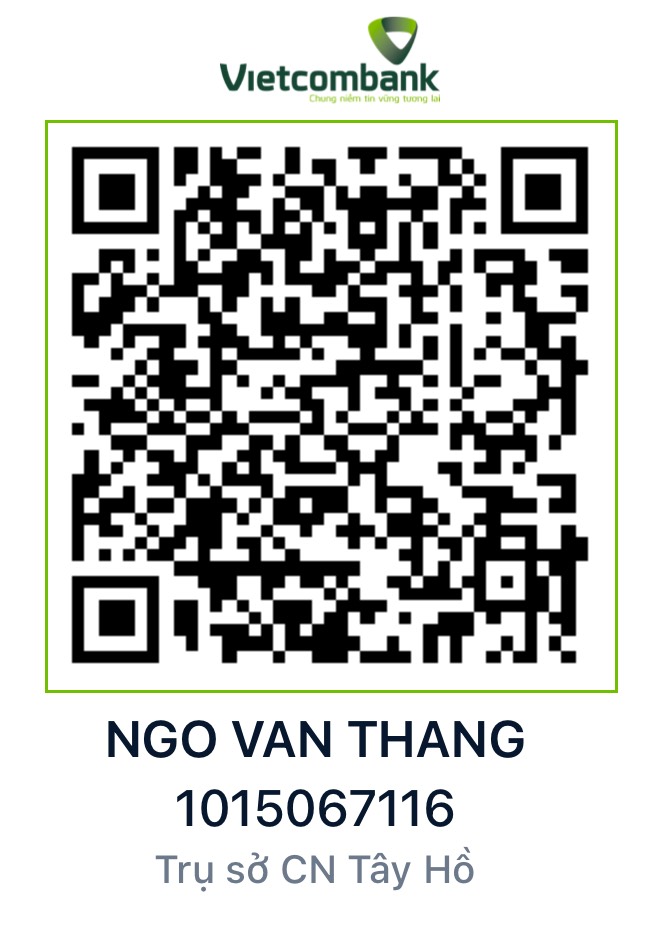 Vietcombank
Chung niềm tin vững tương lai
NGO VAN THANG
1015067116
Trụ sở CN Tây Hồ